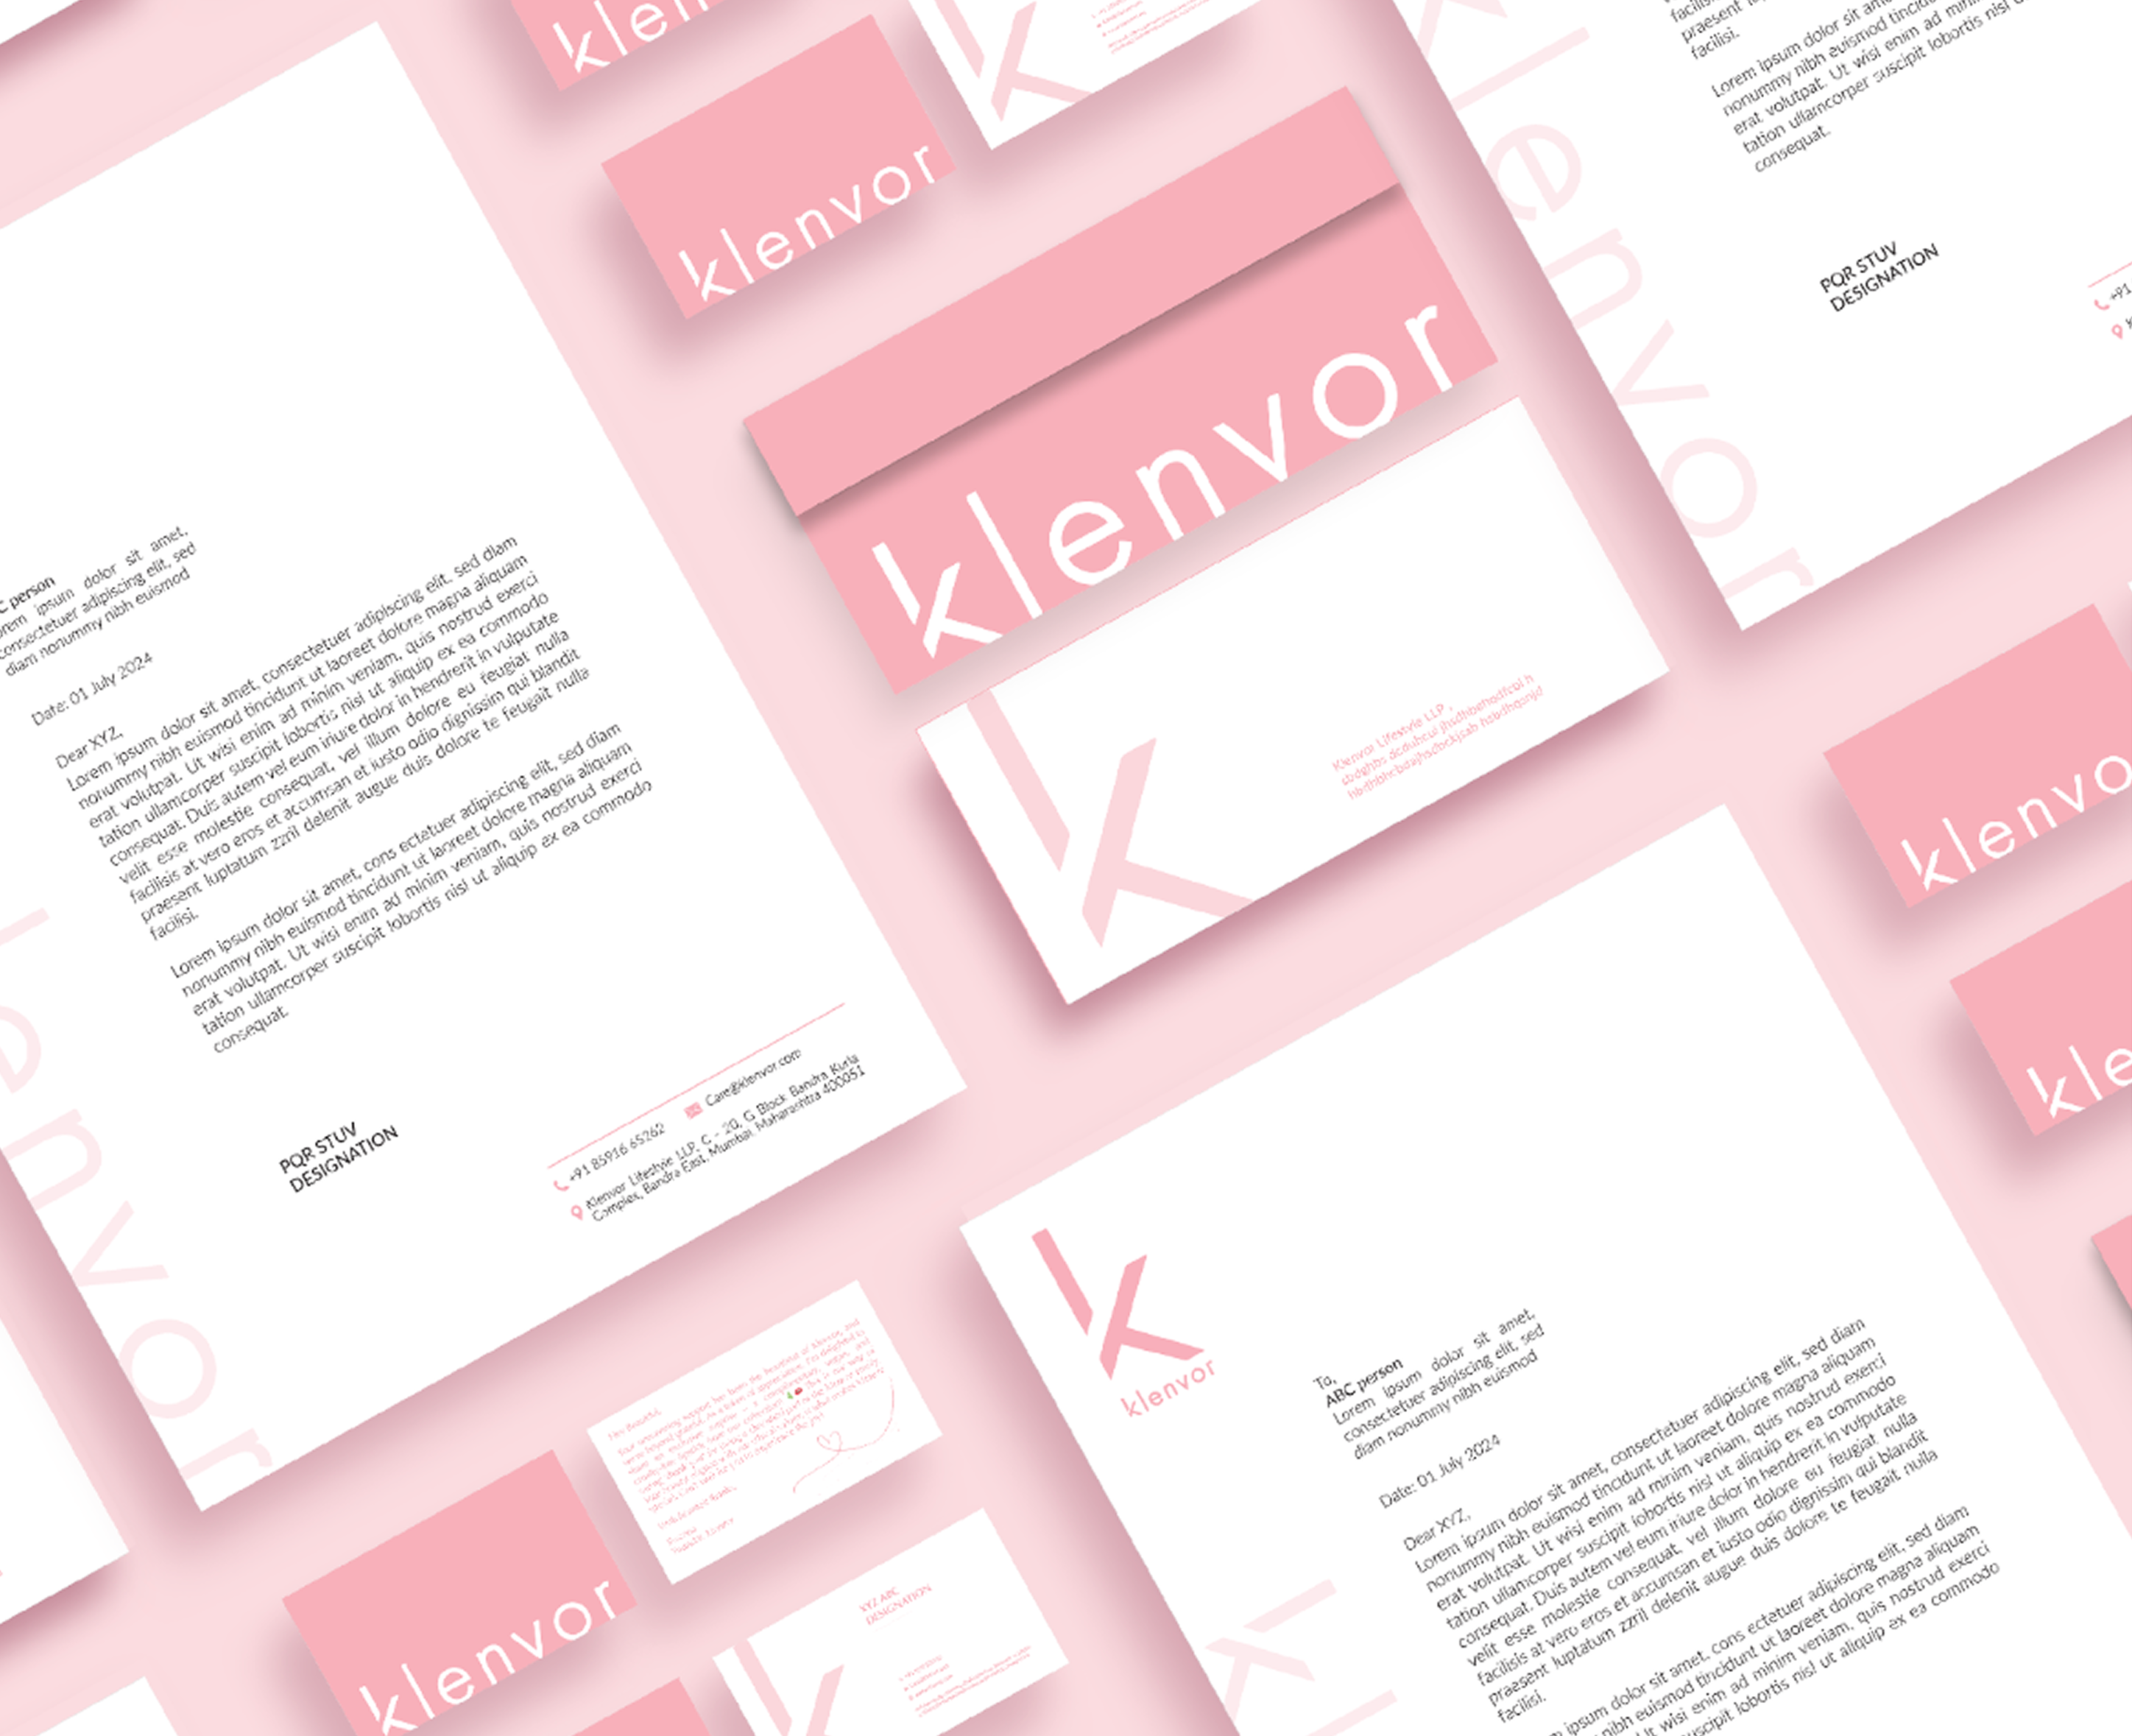 kle
klenvor
klenvor
Klenvor Lifestyle LLP ,
C person
orem ipsum dolor sit amet,
consectetuer adipiscing elit, sed
diam nonummy nibh euismod
Date: 01 July 2024
Dear XYZ,
Lorem ipsum dolor sit amet, consectetuer adipiscing elit, sed diam
nonummy nibh euismod tincidunt ut laoreet dolore magna aliquam
erat volutpat. Ut wisi enim ad minim veniam, quis nostrud exerci
tation ullamcorper suscipit lobortis nisl ut aliquip ex ea commodo
consequat. Duis autem vel eum iriure dolor in hendrerit in vulputate
velit esse molestie consequat, vel illum dolore eu feugiat nulla
facilisis at vero eros et accumsan et iusto odio dignissim qui blandit
praesent luptatum zzril delenit augue duis dolore te feugait nulla
facilisi.
Lorem ipsum dolor sit amet, cons ectetuer adipiscing elit, sed diam
nonummy nibh euismod tincidunt ut laoreet dolore magna aliquam
erat volutpat. Ut wisi enim ad minim veniam, quis nostrud exerci
tation ullamcorper suscipit lobortis nisl ut aliquip ex ea commodo
consequat.
PQR STUV
DESIGNATION
+91 85916 65262 Care@klenvor.com
Klenvor Lifestyle LLP, C - 20, G Block Bandra Kurla
Complex, Bandra East, Mumbai, Maharashtra 400051
lenvor
facilisi
praesent
facilisi.
Lorem ipsum dolor sit ame
nonummy nibh euismod tincidu
erat volutpat. Ut wisi enim ad minim
tation ullamcorper suscipit lobortis nisl
consequat.
PQR STUV
DESIGNATION
+91
klenvor
klenvo
kle
k
klenvor
To,
ABC person
Lorem ipsum dolor sit amet,
consectetuer adipiscing elit, sed
diam nonummy nibh euismod
Date: 01 July 2024
Dear XYZ,
Lorem ipsum dolor sit amet, consectetuer adipiscing elit, sed diam
nonummy nibh euismod tincidunt ut laoreet dolore magna aliquam
erat volutpat. Ut wisi enim ad minim veniam, quis nostrud exerci
tation ullamcorper suscipit lobortis nisl ut aliquip ex ea commodo
consequat. Duis autem vel eum iriure dolor in hendrerit in vulputate
velit esse molestie consequat, vel illum dolore eu feugiat nulla
facilisis at vero eros et accumsan et iusto odio dignissim qui blandit
praesent luptatum zzril delenit augue duis dolore te feugait nulla
facilisi.
ipsum dolor sit amet, cons ectetuer adipiscing elit, sed diam
nibh euismod tincidunt ut laoreet dolore magna aliquam
Ut wisi enim ad minim veniam, quis nostrud exerci
suscipit lobortis nisl ut aliquip ex ea commodo
kl
klenvor
XYZ ABC
DESIGNATION